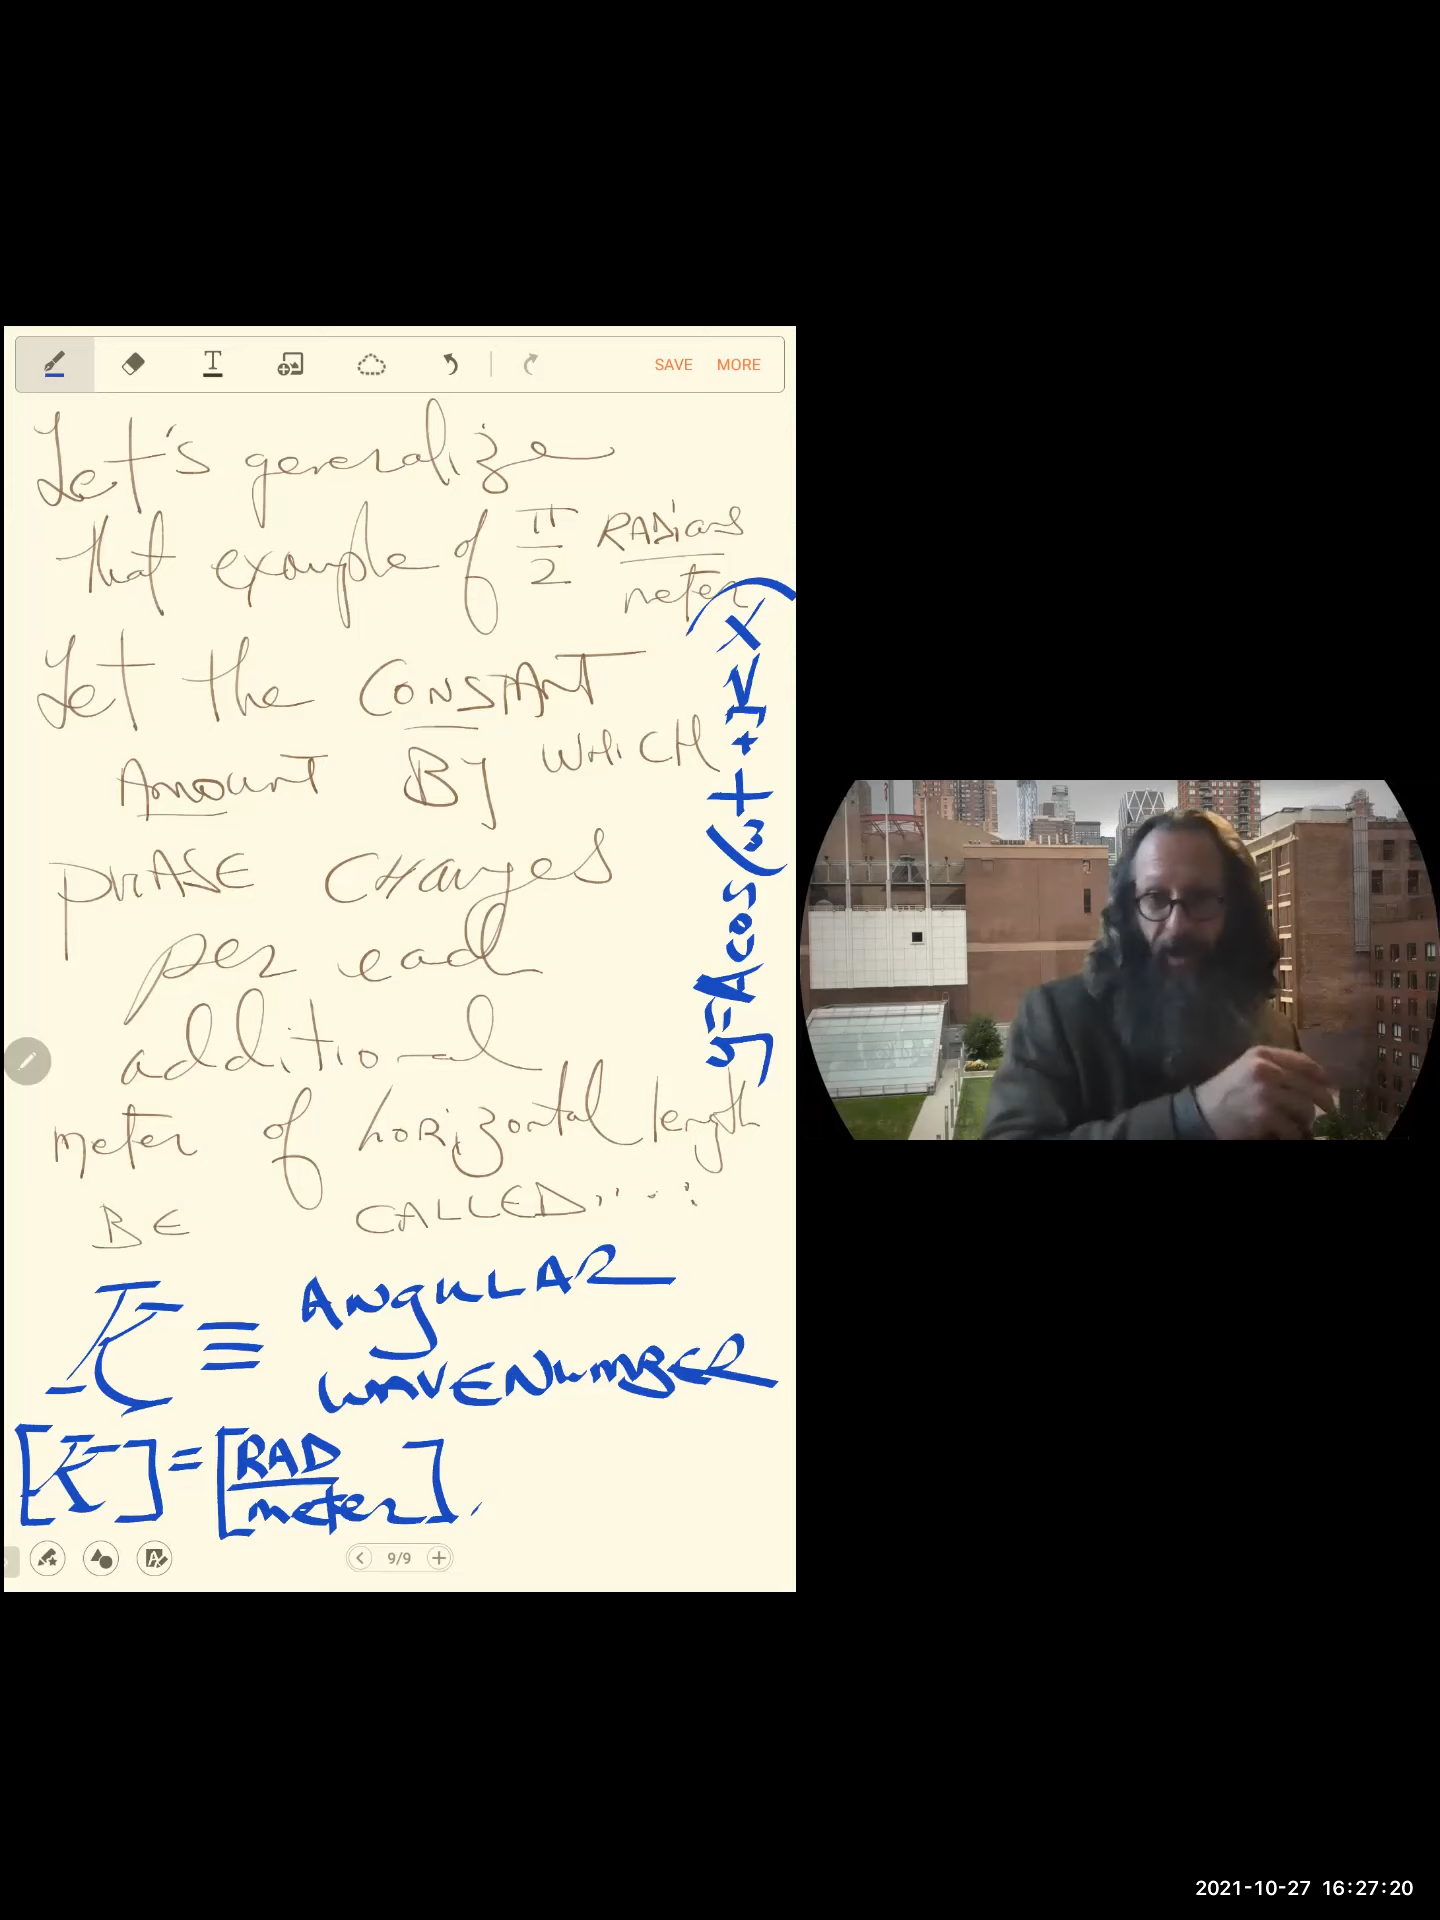 T
SAVE MORE
Let's generalize
that example of π/2 RADians/meter
Let the CONSTANT
AMOUNT BY WHICH
PHASE CHANGES
per each
additional
meter of horizontal length
BE CALLED....
K ≡ ANgULAR
WAVENUMBER
[K] = [RAD/meter].
y=Acos(ωt+Kx)
9/9
2021-10-27 16:27:20